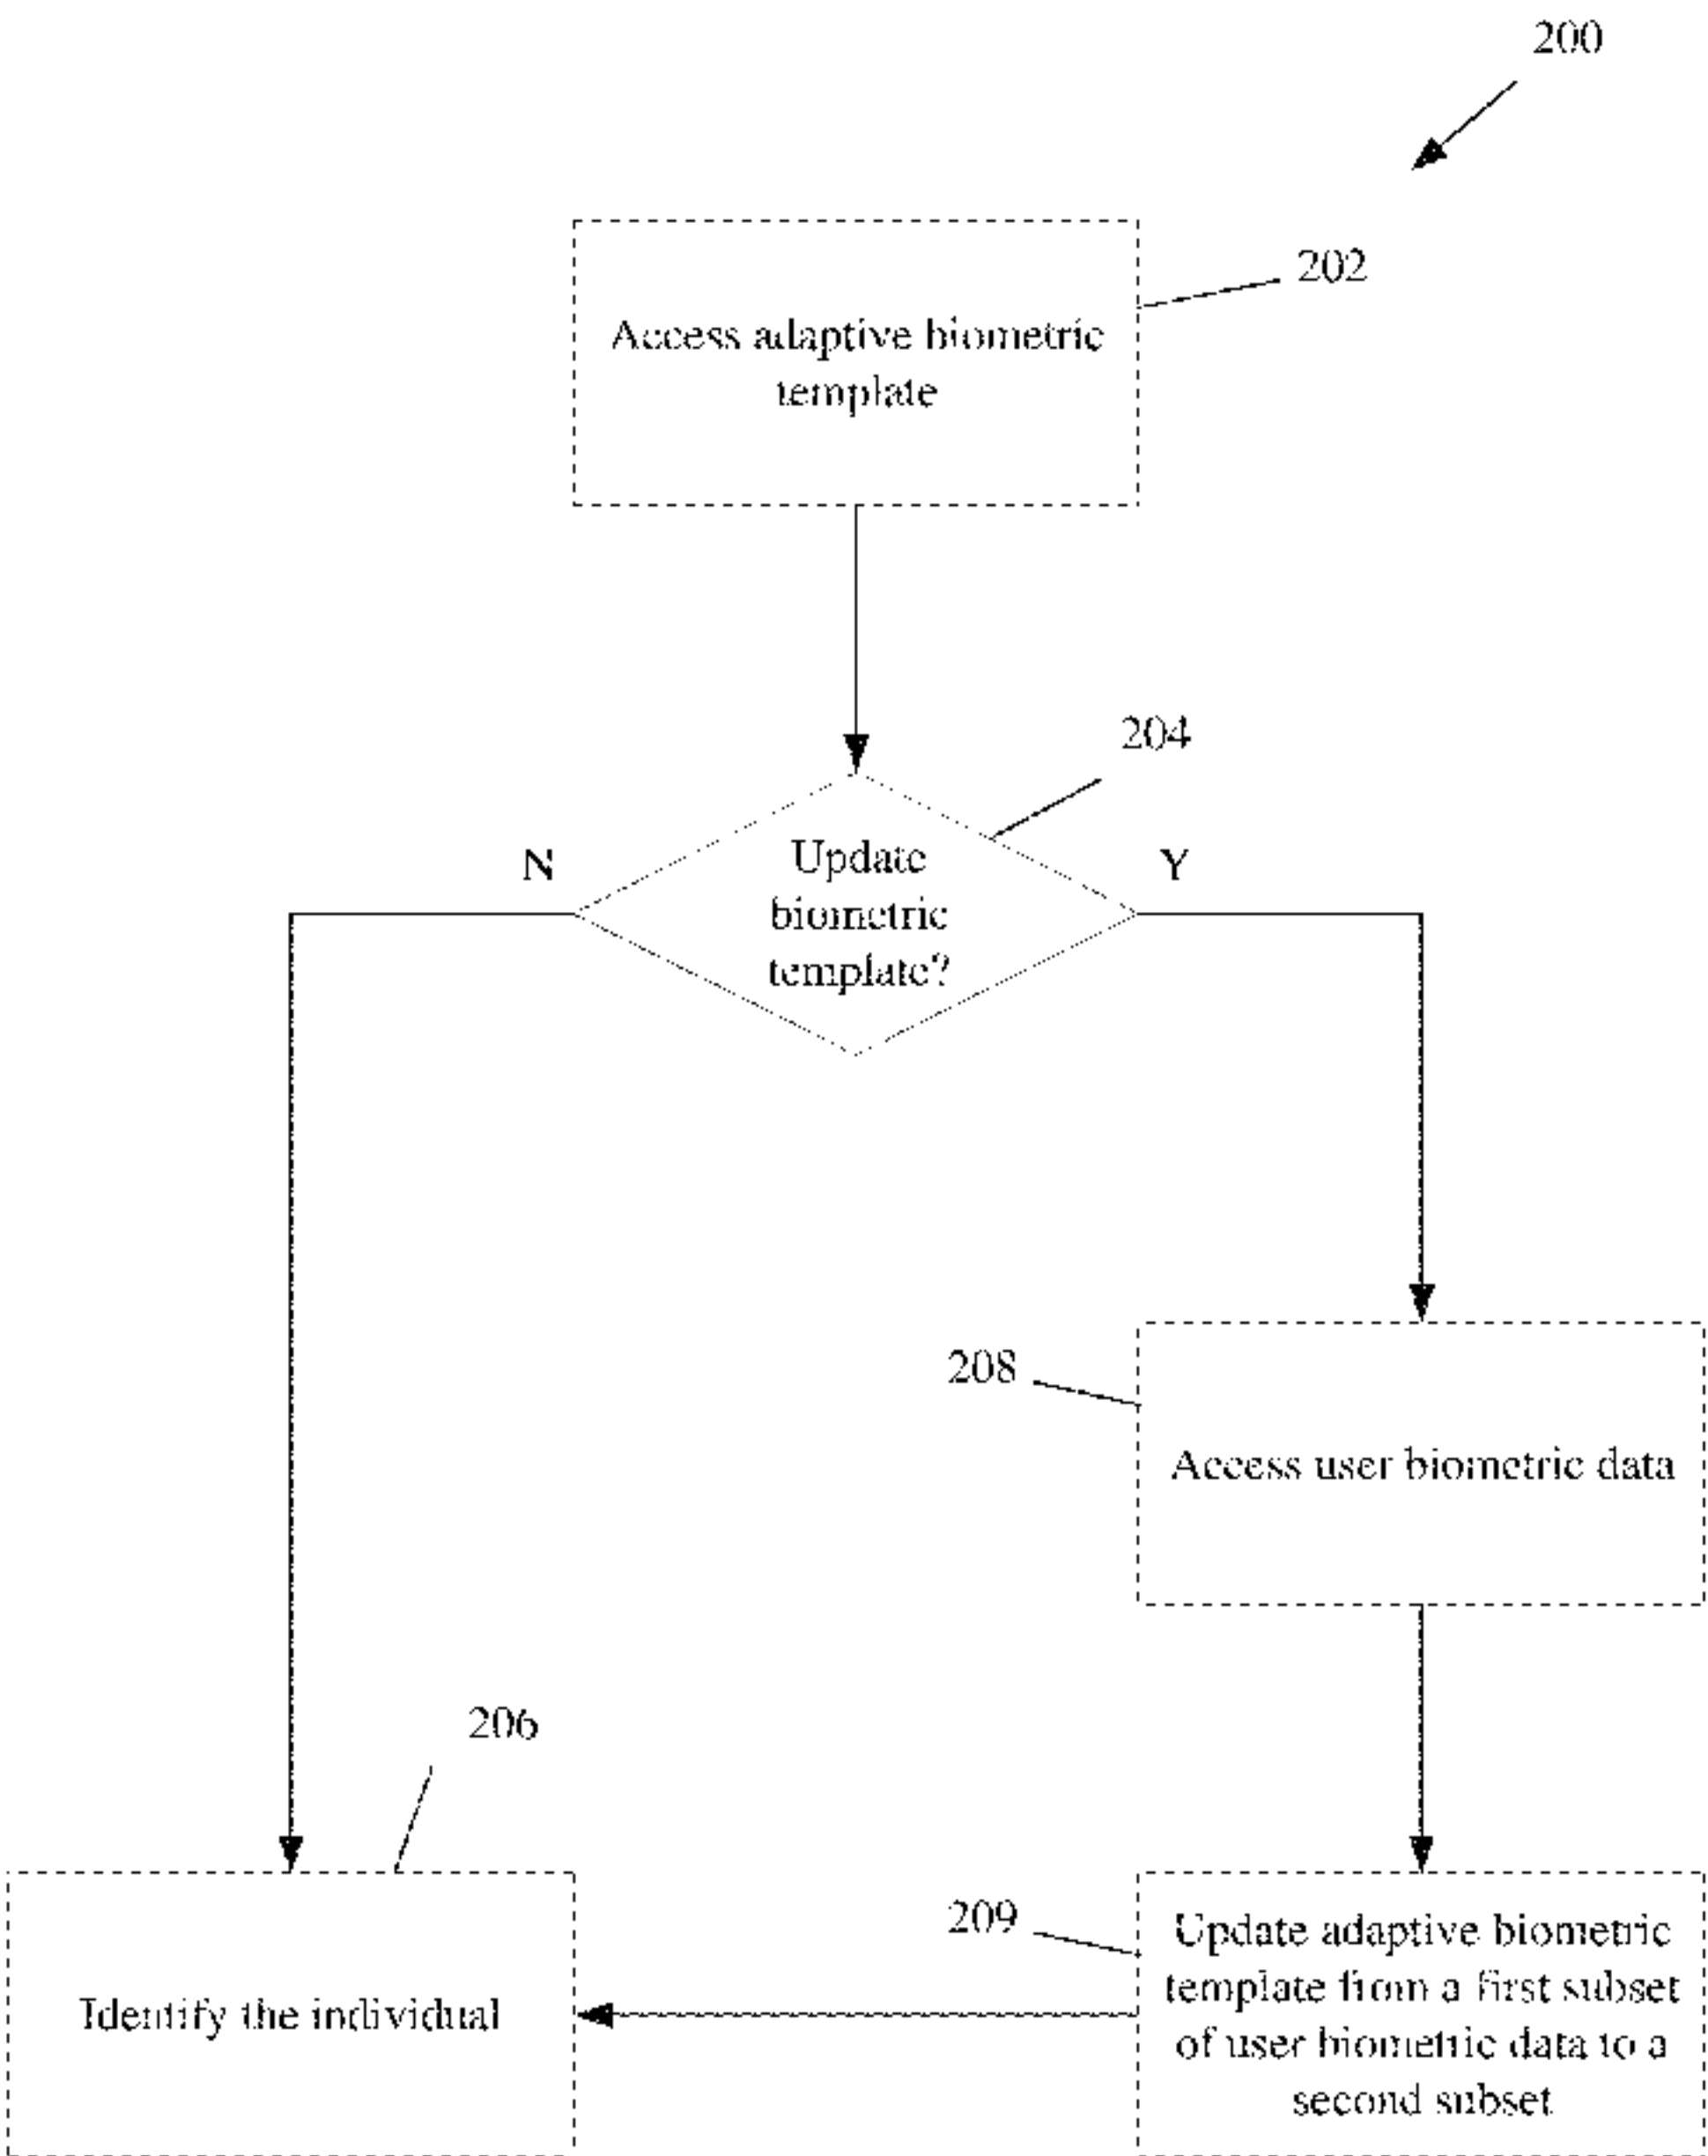 200
202
Access adaptive biometric
template
204
N
Update
biometric
template?
Y
208
Access user biometric data
206
Identify the individual
209
Update adaptive biometric
template from a first subset
of user biometric data to a
second subset